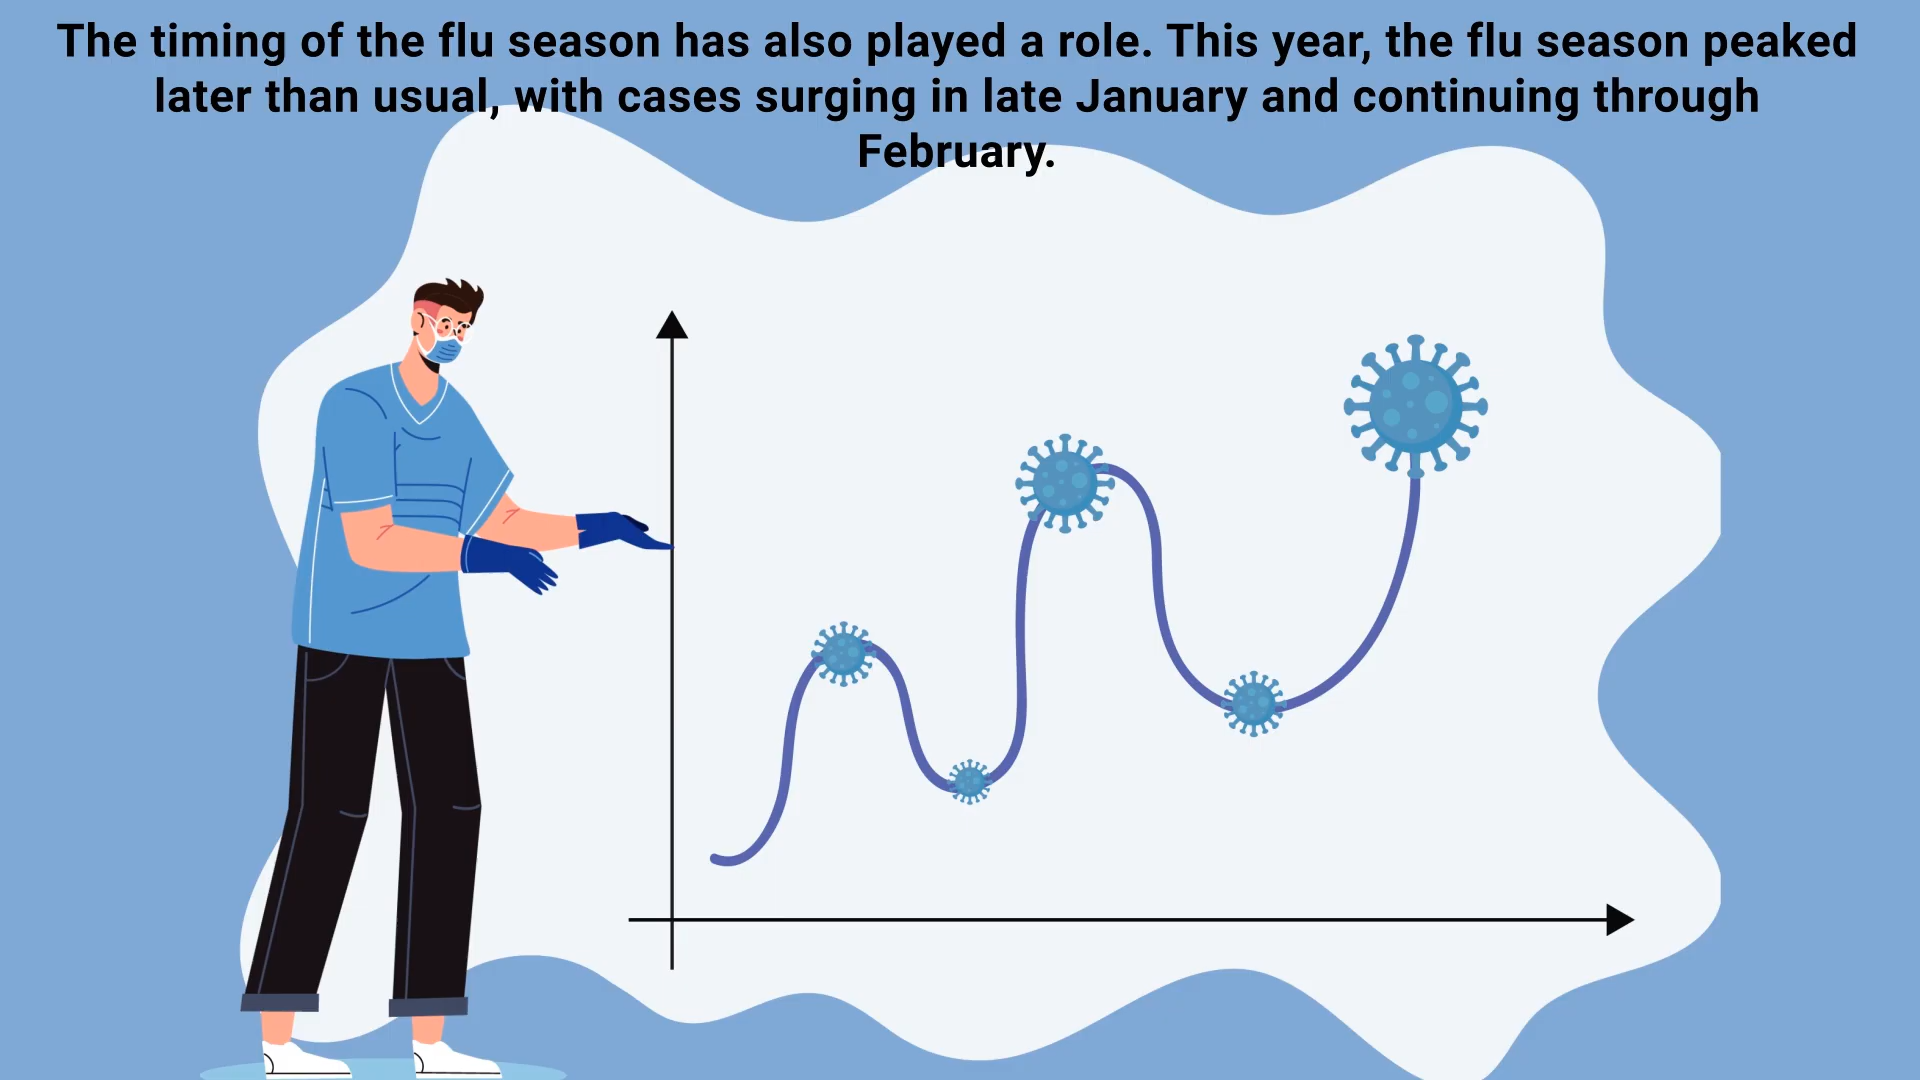 The timing of the flu season has also played a role. This year, the flu season peaked
later than usual, with cases surging in late January and continuing through
February.